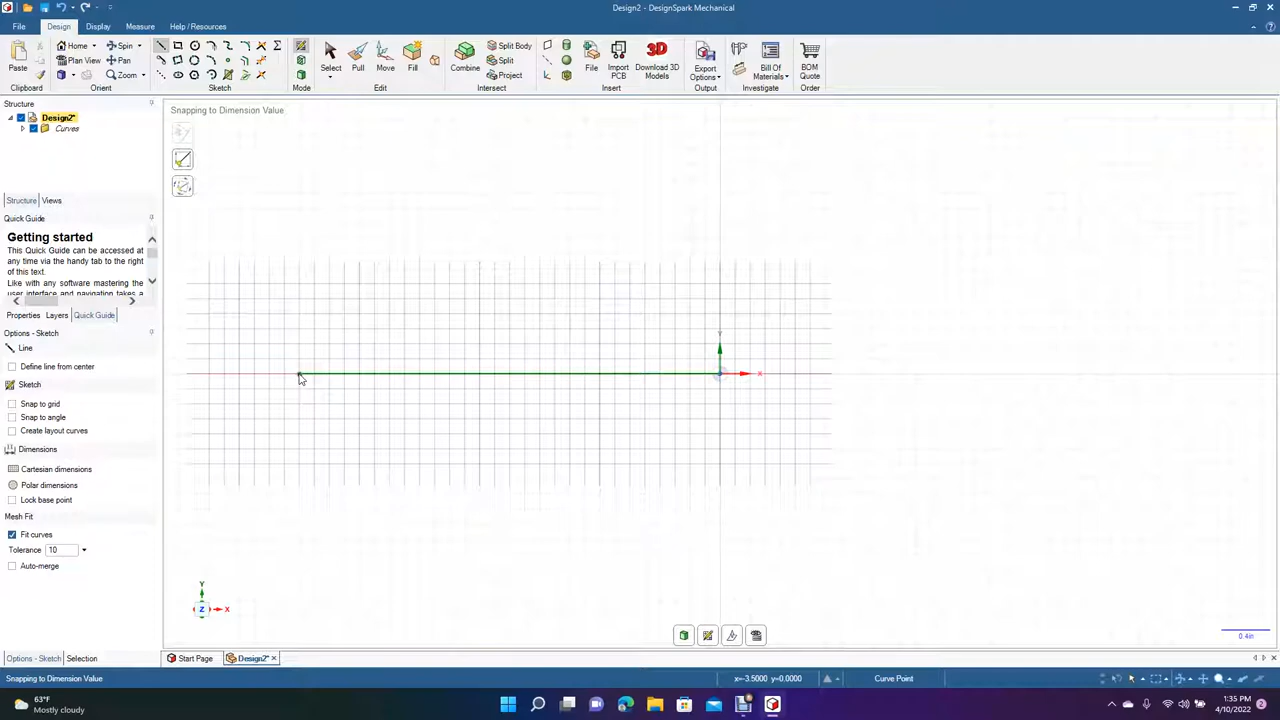 Design2 - DesignSpark Mechanical
File Design Display Measure Help / Resources
Paste
Clipboard
Home
Plan View
Spin
Pan
Zoom
Orient
Sketch
Mode
Select Pull Move Fill
Edit
Combine
Split Body
Split
Project
Intersect
File
Import
PCB
Download 3D
Models
Insert
Export
Options
Output
Bill Of
Materials
Investigate
BOM
Quote
Order
Structure
Design2*
Curves
Structure Views
Quick Guide
Getting started
This Quick Guide can be accessed at
any time via the handy tab to the right
of this text.
Like with any software mastering the
user interface and navigation takes a
Properties Layers Quick Guide
Options - Sketch
Line
Define line from center
Sketch
Snap to grid
Snap to angle
Create layout curves
Dimensions
Cartesian dimensions
Polar dimensions
Lock base point
Mesh Fit
Fit curves
Tolerance 10
Auto-merge
Options - Sketch Selection
Snapping to Dimension Value
Y
X
Y
Z X
0.4in
Start Page Design2*
Snapping to Dimension Value
x=-3.5000 y=0.0000
Curve Point
63°F
Mostly cloudy
1:35 PM
4/10/2022